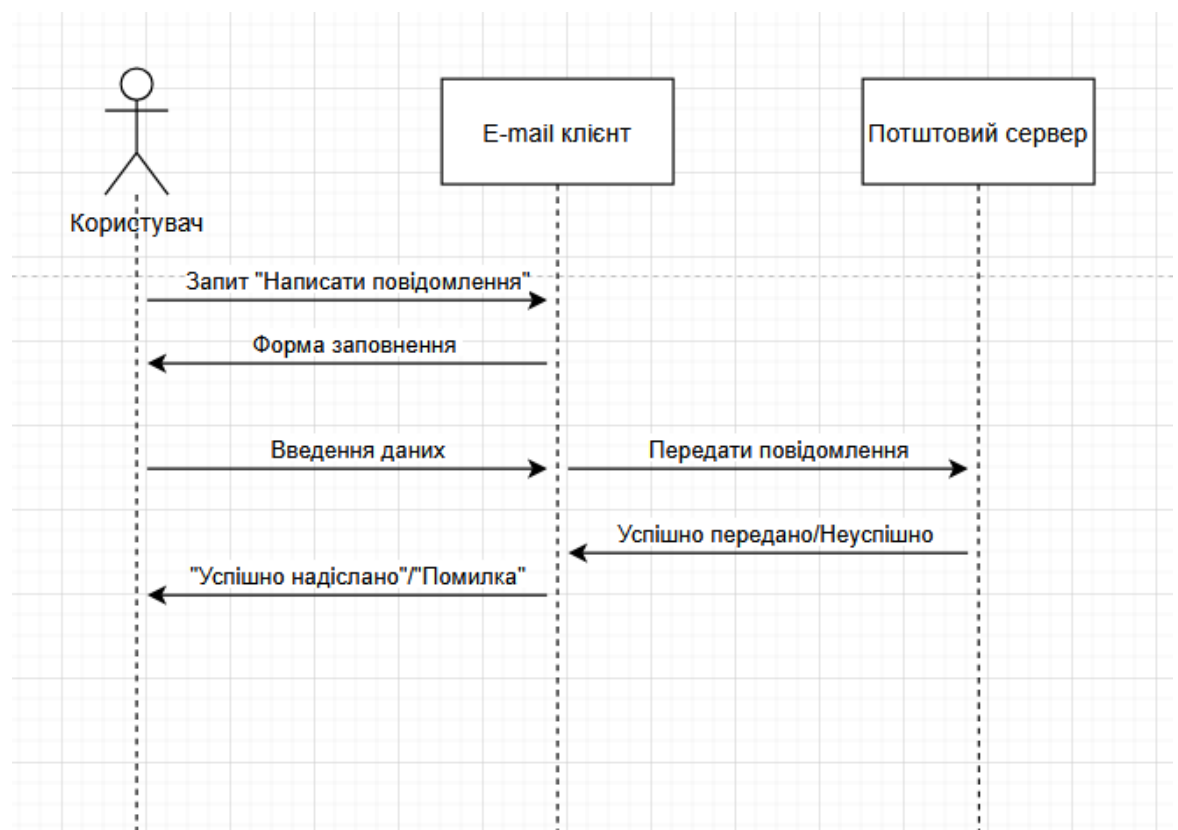 E-mail клієнт
Потштовий сервер
Користувач
Запит "Написати повідомлення"
Форма заповнення
Введення даних
Передати повідомлення
Успішно передано/Неуспішно
"Успішно надіслано"/"Помилка"